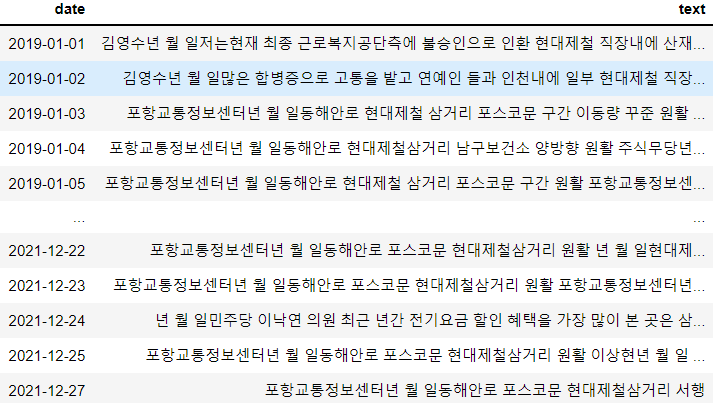 date text
2019-01-01 김영수년 월 일저는현재 최종 근로복지공단측에 불승인으로 인환 현대제철 직장내에 산재...
2019-01-02 김영수년 월 일많은 합병증으로 고통을 받고 연예인 들과 인천내에 일부 현대제철 직장...
2019-01-03 포항교통정보센터년 월 일동해안로 현대제철 삼거리 포스코문 구간 이동량 꾸준 원활 ...
2019-01-04 포항교통정보센터년 월 일동해안로 현대제철삼거리 남구보건소 양방향 원활 주식무당년...
2019-01-05 포항교통정보센터년 월 일동해안로 현대제철 삼거리 포스코문 구간 원활 포항교통정보센...
... ...
2021-12-22 포항교통정보센터년 월 일동해안로 포스코문 현대제철삼거리 원활 년 월 일현대제...
2021-12-23 포항교통정보센터년 월 일동해안로 포스코문 현대제철삼거리 원활 포항교통정보센터년...
2021-12-24 년 월 일민주당 이낙연 의원 최근 년간 전기요금 할인 혜택을 가장 많이 본 곳은 삼...
2021-12-25 포항교통정보센터년 월 일동해안로 포스코문 현대제철삼거리 원활 이상현년 월 일 ...
2021-12-27 포항교통정보센터년 월 일동해안로 포스코문 현대제철삼거리 서행